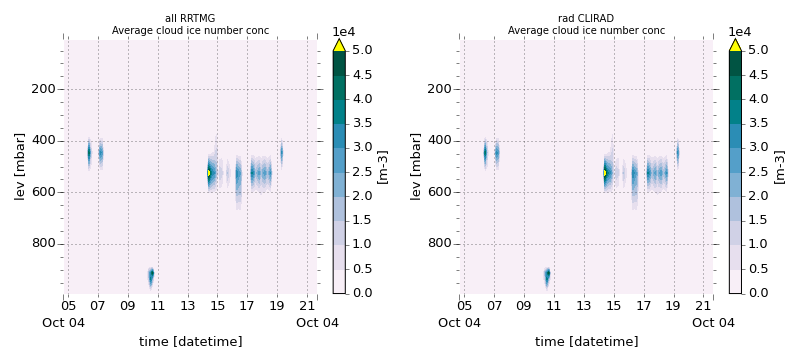 all RRTMG
Average cloud ice number conc
1e4
5.0
4.5
4.0
3.5
3.0
2.5
2.0
1.5
1.0
0.5
0.0
[m-3]
lev [mbar]
200
400
600
800
05 07 09 11 13 15 17 19 21
Oct 04 Oct 04
time [datetime]
rad CLIRAD
Average cloud ice number conc
1e4
5.0
4.5
4.0
3.5
3.0
2.5
2.0
1.5
1.0
0.5
0.0
[m-3]
lev [mbar]
200
400
600
800
05 07 09 11 13 15 17 19 21
Oct 04 Oct 04
time [datetime]